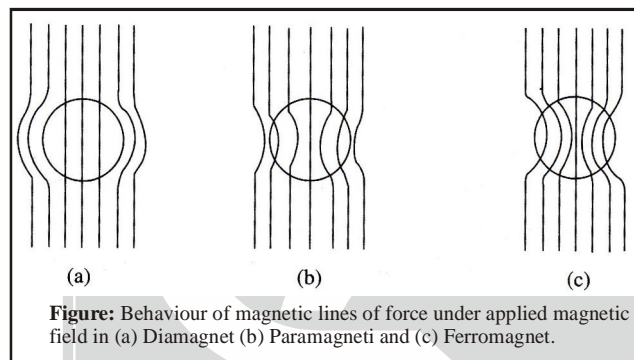 (a) (b) (c)
Figure: Behaviour of magnetic lines of force under applied magnetic
field in (a) Diamagnet (b) Paramagneti and (c) Ferromagnet.